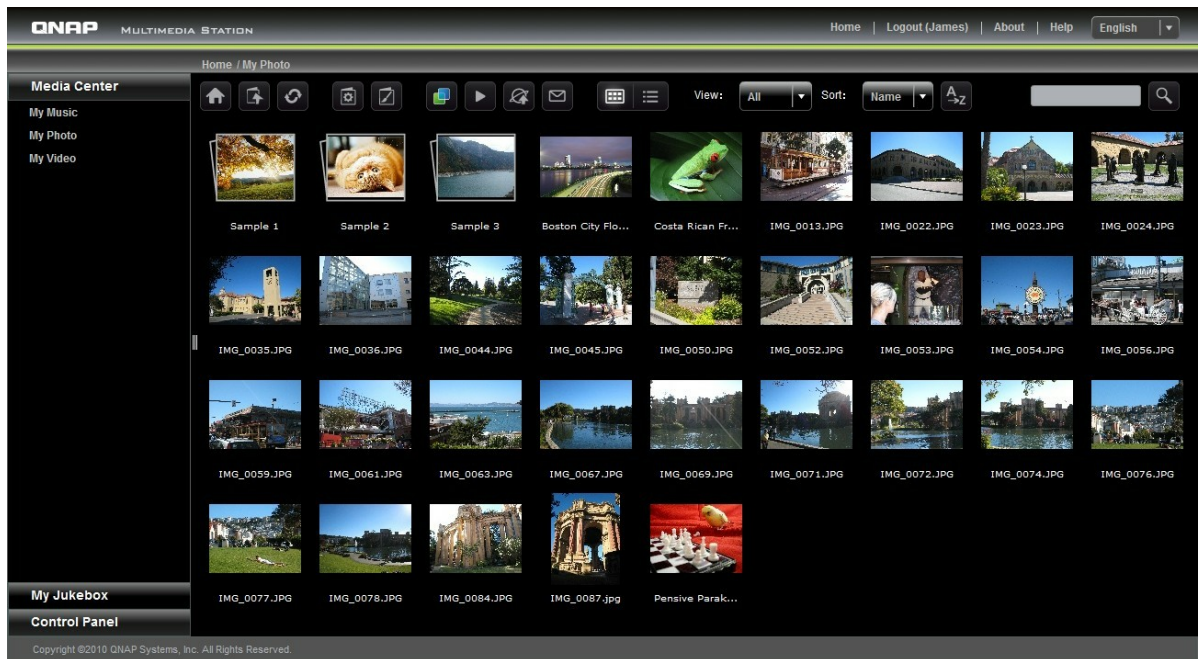 QNAP MULTIMEDIA STATION
Home | Logout (James) | About | Help English
Home / My Photo
Media Center
My Music
My Photo
My Video
View: All Sort: Name A→Z
Sample 1 Sample 2 Sample 3 Boston City Flo... Costa Rican Fr... IMG_0013.JPG IMG_0022.JPG IMG_0023.JPG IMG_0024.JPG
IMG_0035.JPG IMG_0036.JPG IMG_0044.JPG IMG_0045.JPG IMG_0050.JPG IMG_0052.JPG IMG_0053.JPG IMG_0054.JPG IMG_0056.JPG
IMG_0059.JPG IMG_0061.JPG IMG_0063.JPG IMG_0067.JPG IMG_0069.JPG IMG_0071.JPG IMG_0072.JPG IMG_0074.JPG IMG_0076.JPG
IMG_0077.JPG IMG_0078.JPG IMG_0084.JPG IMG_0087.jpg Pensive Parak...
My Jukebox
Control Panel
Copyright ©2010 QNAP Systems, Inc. All Rights Reserved.